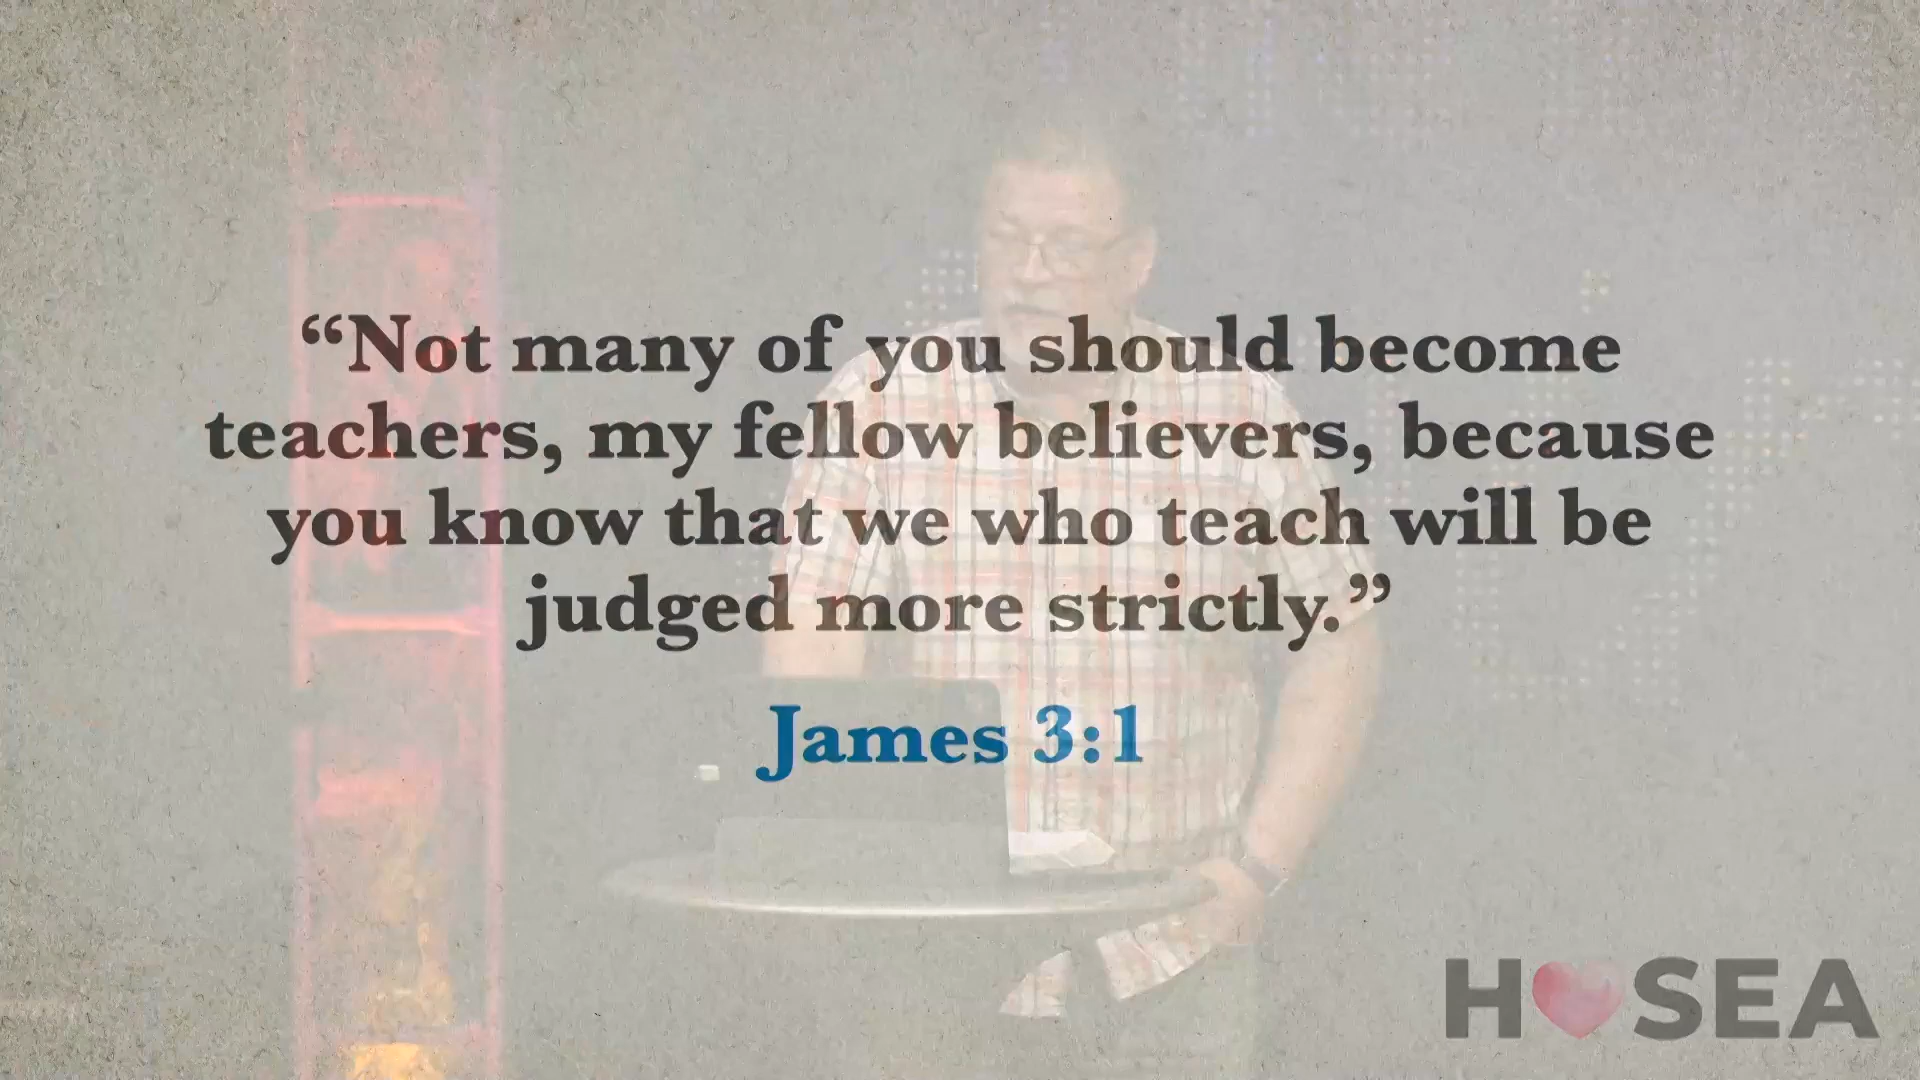 “Not many of you should become
teachers, my fellow believers, because
you know that we who teach will be
judged more strictly.”
James 3:1
HOSEA